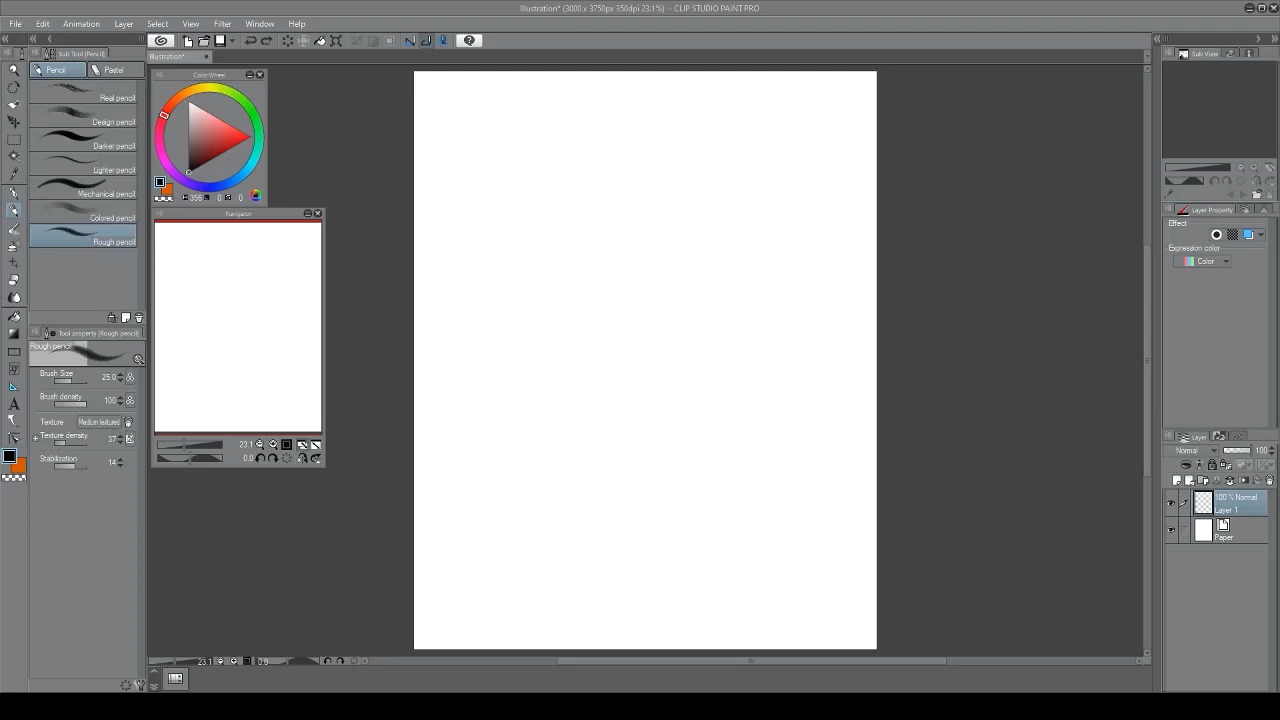 Illustration* (3000 x 3750px 350dpi 23.1%) - CLIP STUDIO PAINT PRO
File Edit Animation Layer Select View Filter Window Help
Sub Tool [Pencil]
Illustration*
Sub View
Pencil Pastel
Color Wheel
Real pencil
Design pencil
Darker pencil
Lighter pencil
Mechanical pencil
Colored pencil
Rough pencil
356 0 0
Navigator
Layer Property
Effect
Expression color
Color
Tool property [Rough pencil]
Rough pencil
Brush Size 25.0
Brush density 100
Texture Medium textured
Texture density 37
Stabilization 14
23.1
0.0
Layer
Normal 100
100 % Normal
Layer 1
Paper
23.1 0.0
A